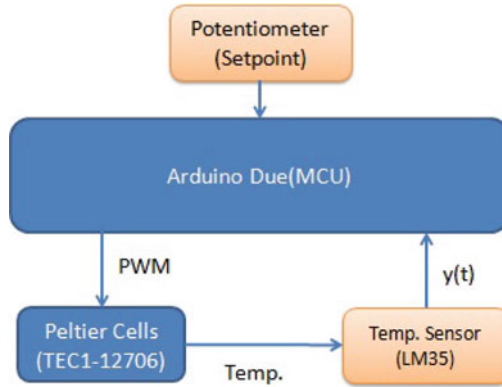 Potentiometer
(Setpoint)
Arduino Due(MCU)
PWM
y(t)
Peltier Cells
(TEC1-12706)
Temp.
Temp. Sensor
(LM35)